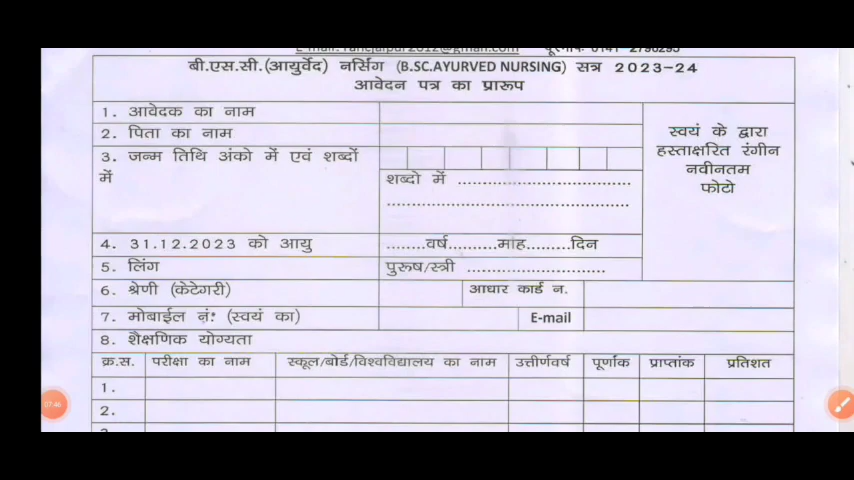 बी.एस.सी.(आयुर्वेद) नर्सिंग (B.SC.AYURVED NURSING) सत्र 2023-24
आवेदन पत्र का प्रारूप
1. आवेदक का नाम
2. पिता का नाम
3. जन्म तिथि अंको में एवं शब्दों में
शब्दो में ....................................
..................................................
स्वयं के द्वारा
हस्ताक्षरित रंगीन
नवीनतम
फोटो
4. 31.12.2023 को आयु ........वर्ष..........मांह.........दिन
5. लिंग पुरूष/स्त्री .............................
6. श्रेणी (केटेगरी) आधार कार्ड न.
7. मोबाईल नं. (स्वयं का) E-mail
8. शैक्षणिक योग्यता
क्र.स. परीक्षा का नाम स्कूल/बोर्ड/विश्वविद्यालय का नाम उत्तीर्णवर्ष पूर्णांक प्राप्तांक प्रतिशत
1.
2.
07:46